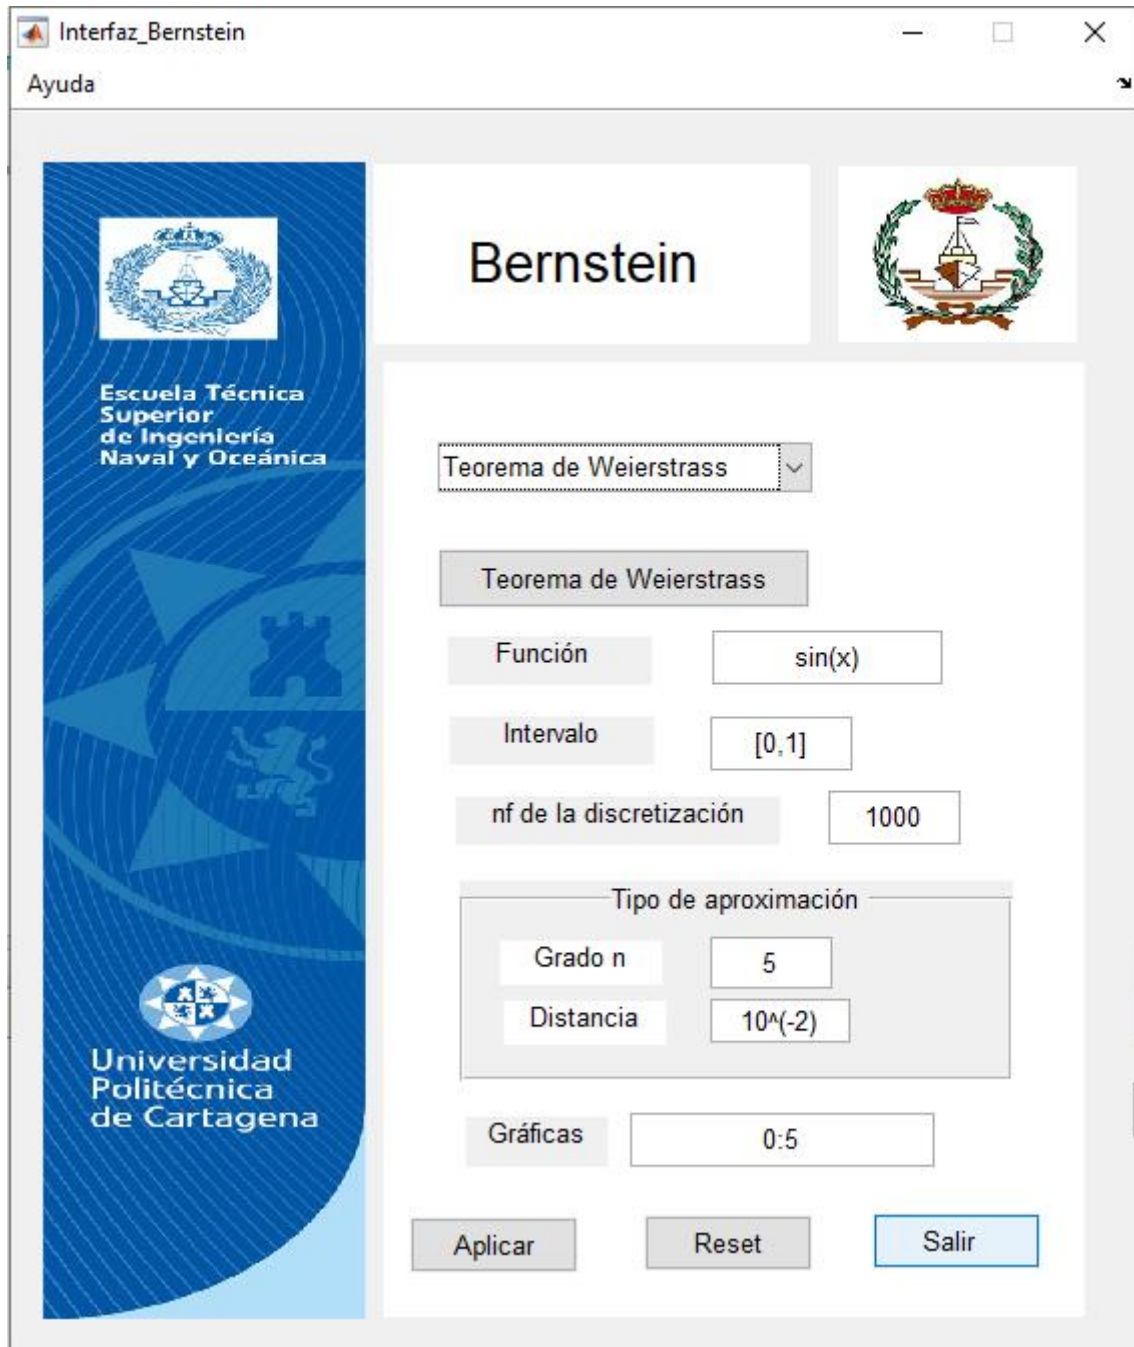 Interfaz_Bernstein
Ayuda
Bernstein
Escuela Técnica
Superior
de Ingeniería
Naval y Oceánica
Teorema de Weierstrass
Teorema de Weierstrass
Función
sin(x)
Intervalo
[0,1]
nf de la discretización
1000
Tipo de aproximación
Grado n
5
Distancia
10^(-2)
Universidad
Politécnica
de Cartagena
Gráficas
0:5
Aplicar
Reset
Salir